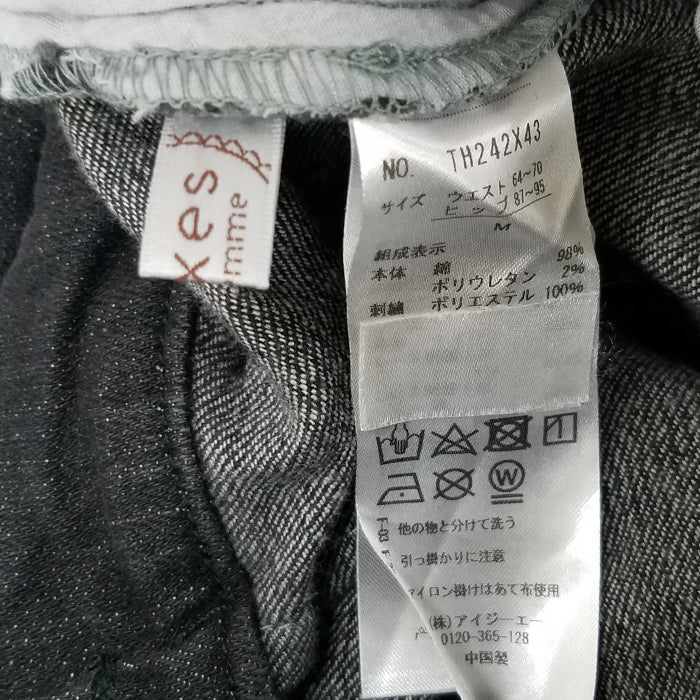 xes
mme
NO. TH242X43
サイズ ウエスト 64~70
ヒップ 87~95
M
組成表示
本体 綿 98%
ポリウレタン 2%
刺繍 ポリエステル 100%
W
他の物と分けて洗う
引っ掛かりに注意
アイロン掛けはあて布使用
(株)アイジーエー
0120-365-128
中国製